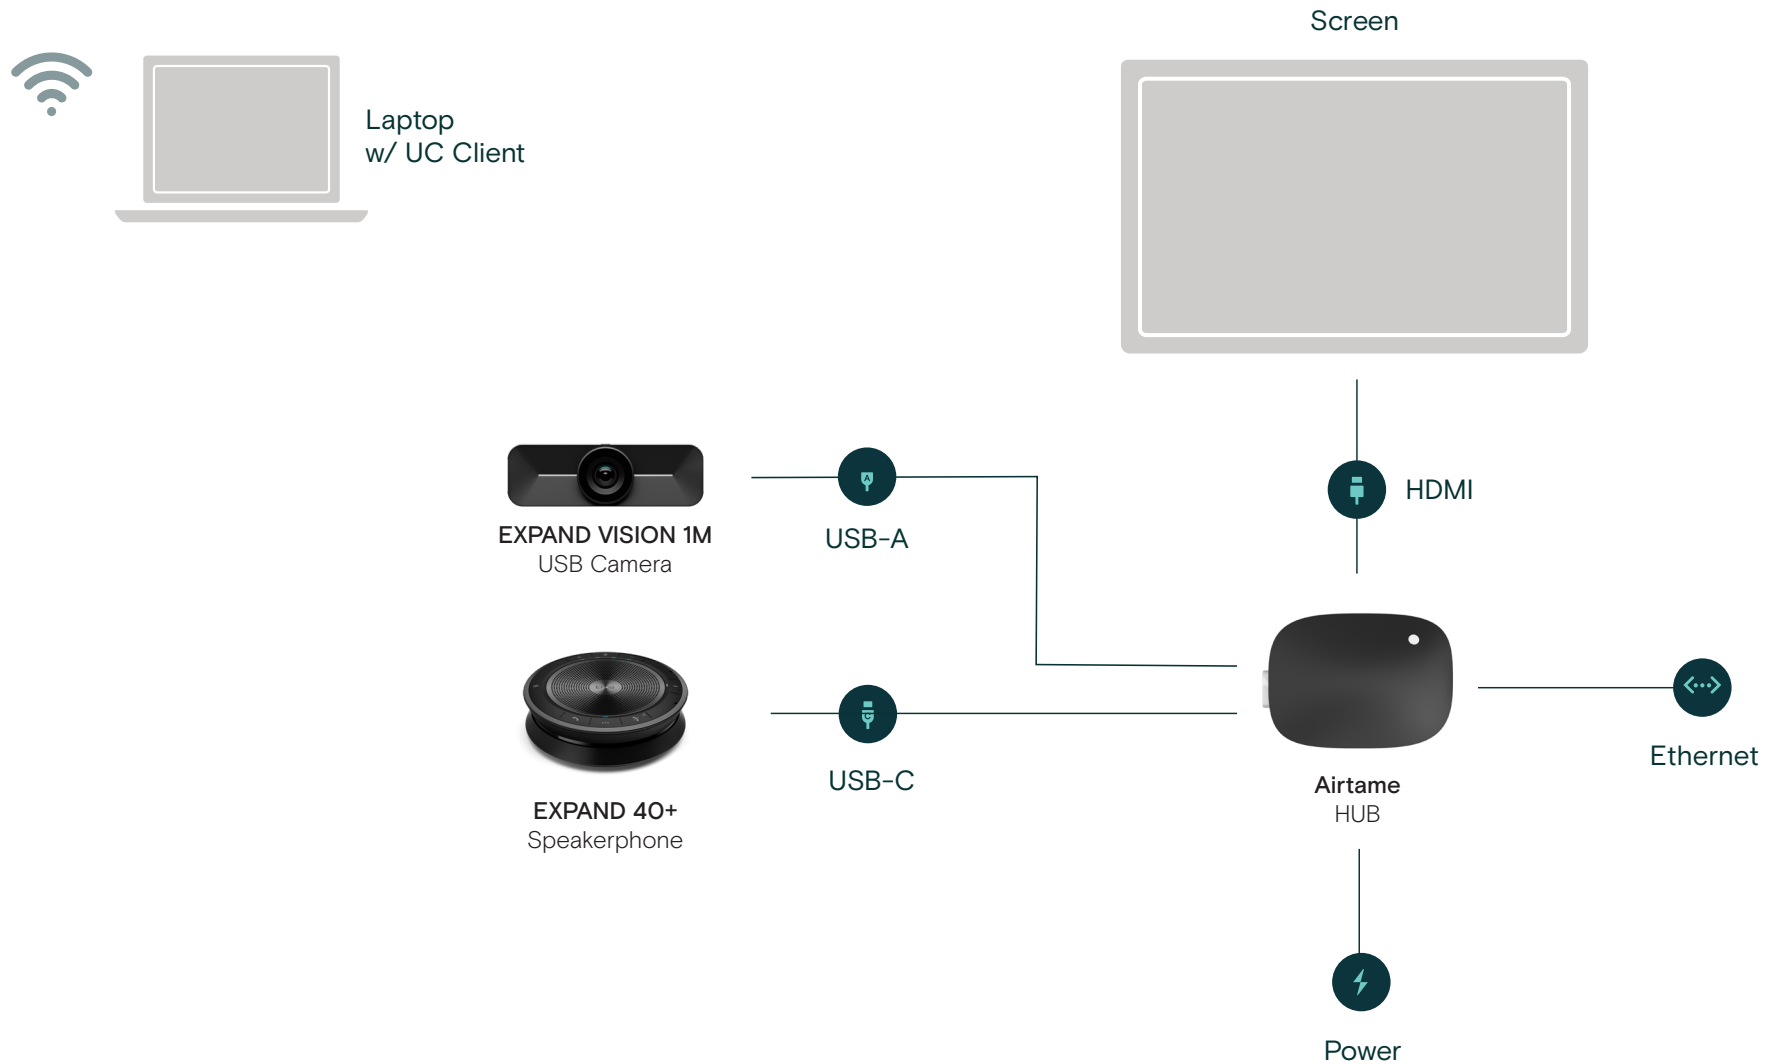 Screen
Laptop
w/ UC Client
HDMI
EXPAND VISION 1M
USB Camera
USB-A
EXPAND 40+
Speakerphone
USB-C
Airtame
HUB
Ethernet
Power